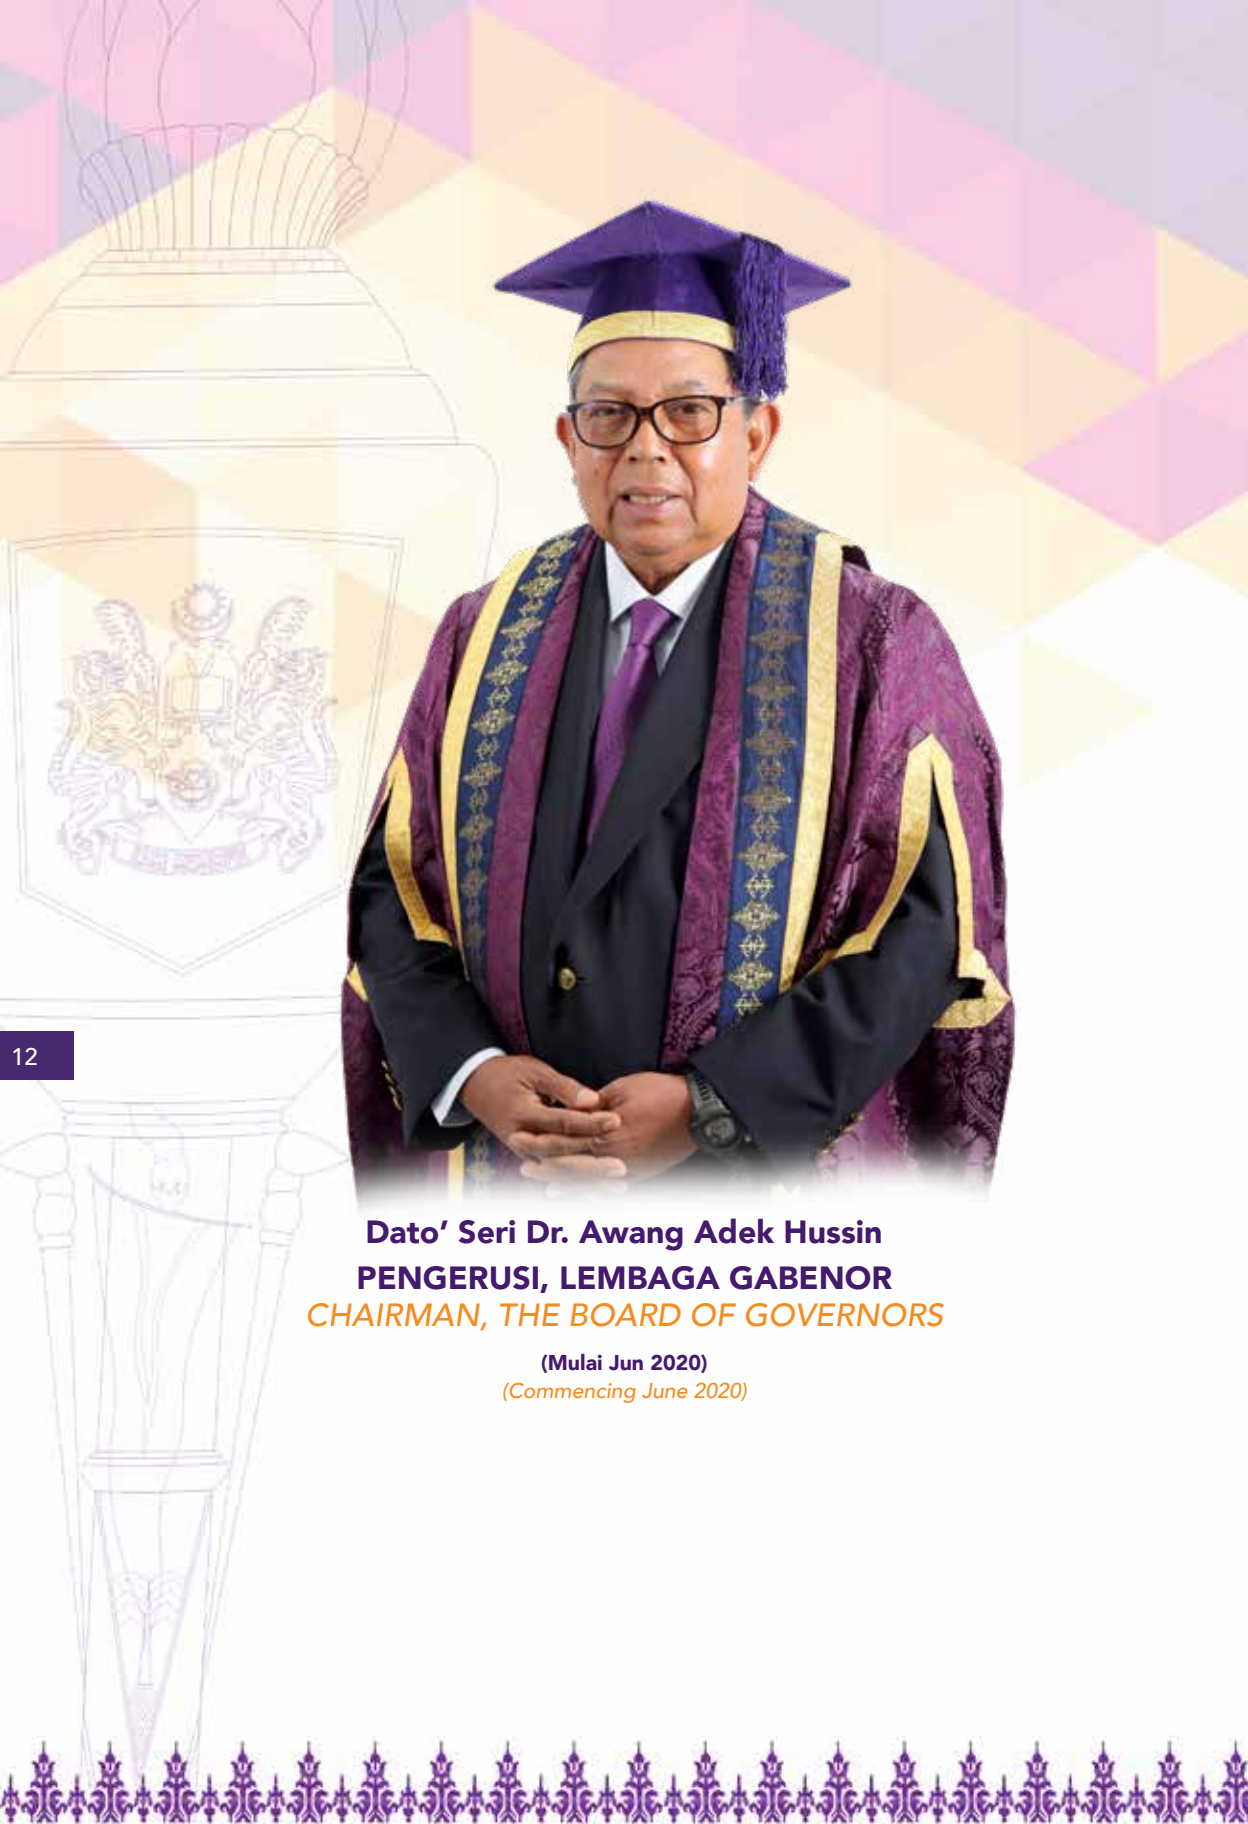 12
Dato’ Seri Dr. Awang Adek Hussin
PENGERUSI, LEMBAGA GABENOR
CHAIRMAN, THE BOARD OF GOVERNORS
(Mulai Jun 2020)
(Commencing June 2020)